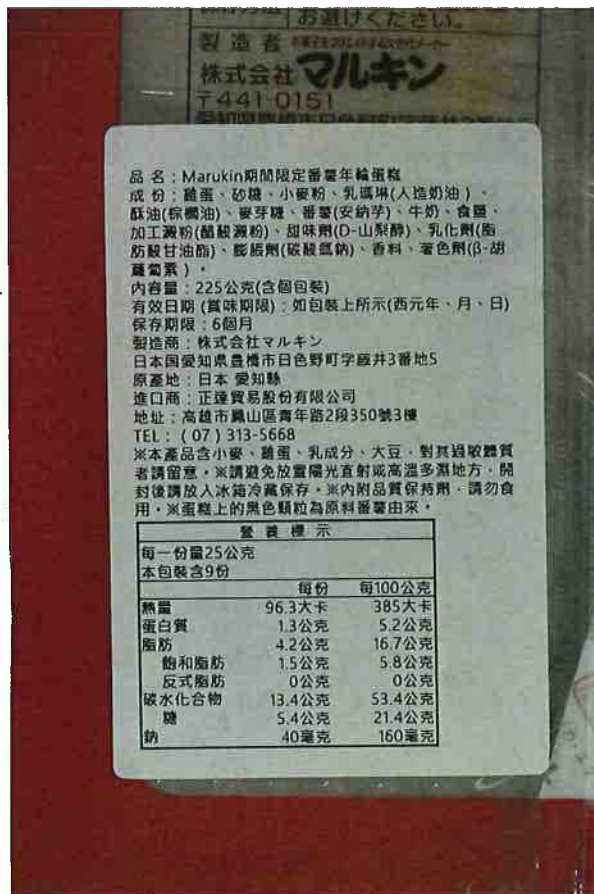 お避けください。
製造者
株式会社マルキン
〒441-0151
品 名：Marukin期間限定番薯年輪蛋糕
成 份：雞蛋、砂糖、小麥粉、乳瑪琳(人造奶油)、
酥油(棕櫚油)、麥芽糖、番薯(安納芋)、牛奶、食鹽、
加工澱粉(醋酸澱粉)、甜味劑(D-山梨醇)、乳化劑(脂
肪酸甘油酯)、膨脹劑(碳酸氫鈉)、香料、著色劑(β-胡
蘿蔔素)。
內容量：225公克(含個包裝)
有效日期 (賞味期限)：如包裝上所示(西元年、月、日)
保存期限：6個月
製造商：株式会社マルキン
日本国愛知県豊橋市日色野町字藤井3番地5
原產地：日本 愛知縣
進口商：正達貿易股份有限公司
地址：高雄市鳳山區青年路2段350號3樓
TEL：(07) 313-5668
※本產品含小麥、雞蛋、乳成分、大豆，對其過敏體質
者請留意。※請避免放置陽光直射或高溫多濕地方，開
封後請放入冰箱冷藏保存。※內附品質保持劑，請勿食
用。※蛋糕上的黑色顆粒為原料番薯由來。
營 養 標 示
每一份量25公克
本包裝含9份
每份 每100公克
熱量 96.3大卡 385大卡
蛋白質 1.3公克 5.2公克
脂肪 4.2公克 16.7公克
飽和脂肪 1.5公克 5.8公克
反式脂肪 0公克 0公克
碳水化合物 13.4公克 53.4公克
糖 5.4公克 21.4公克
鈉 40毫克 160毫克